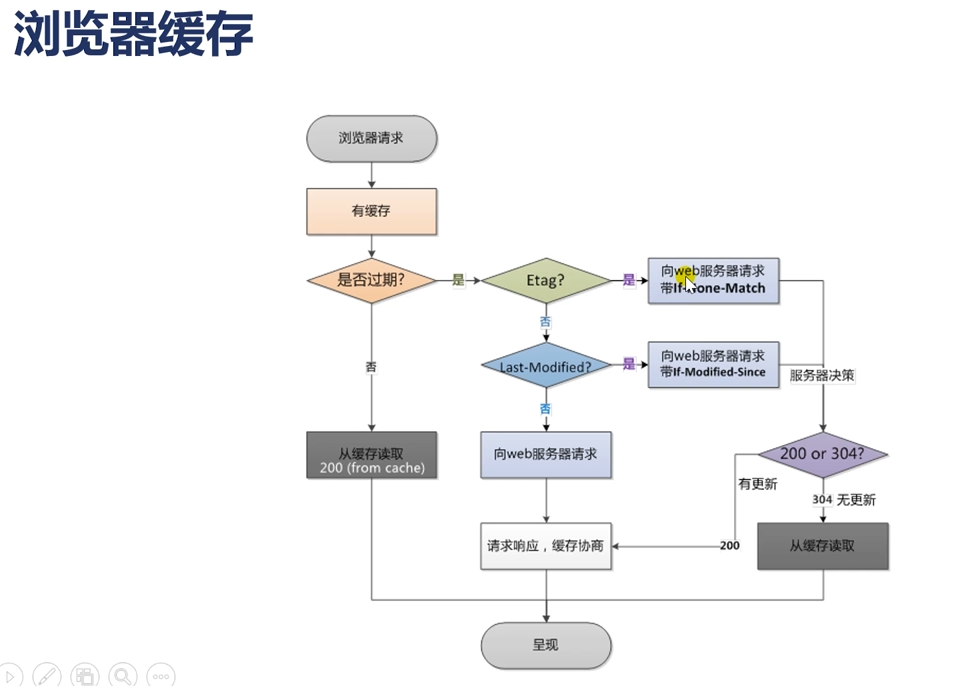 浏览器缓存
浏览器请求
有缓存
是否过期?
是
Etag?
是
向web服务器请求
带If-None-Match
否
否
Last-Modified?
是
向web服务器请求
带If-Modified-Since
服务器决策
否
从缓存读取
200 (from cache)
向web服务器请求
200 or 304?
有更新
304 无更新
请求响应，缓存协商
200
从缓存读取
呈现